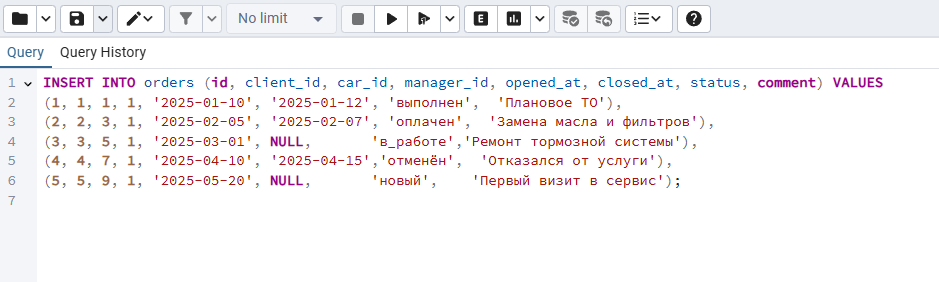 No limit
Query Query History
1 INSERT INTO orders (id, client_id, car_id, manager_id, opened_at, closed_at, status, comment) VALUES
2 (1, 1, 1, 1, '2025-01-10', '2025-01-12', 'выполнен', 'Плановое ТО'),
3 (2, 2, 3, 1, '2025-02-05', '2025-02-07', 'оплачен', 'Замена масла и фильтров'),
4 (3, 3, 5, 1, '2025-03-01', NULL, 'в_работе','Ремонт тормозной системы'),
5 (4, 4, 7, 1, '2025-04-10', '2025-04-15','отменён', 'Отказался от услуги'),
6 (5, 5, 9, 1, '2025-05-20', NULL, 'новый', 'Первый визит в сервис');
7